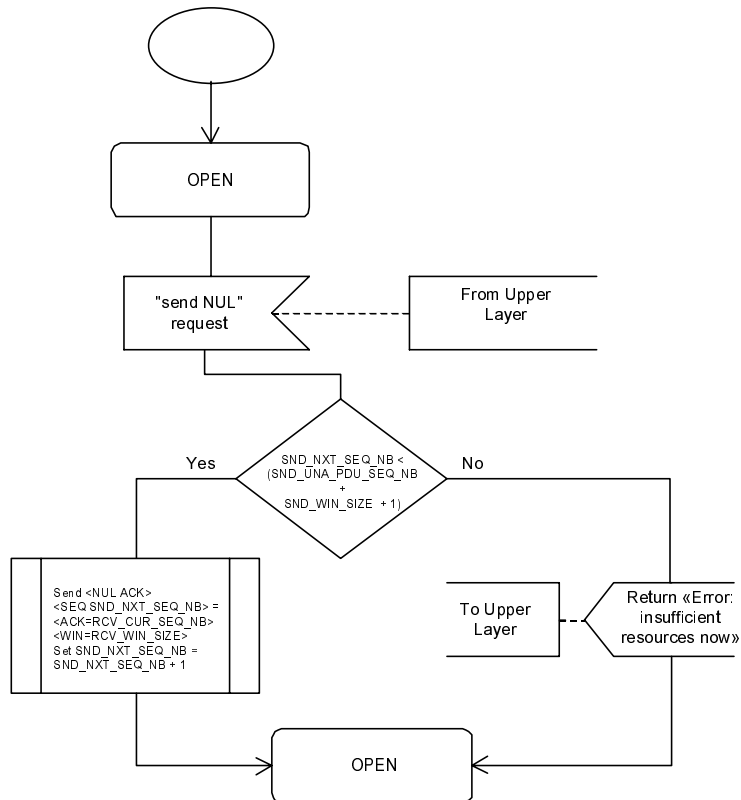 OPEN
"send NUL"
request
From Upper
Layer
SND_NXT_SEQ_NB <
(SND_UNA_PDU_SEQ_NB
+
SND_WIN_SIZE + 1)
Yes
No
Send <NUL ACK>
<SEQ SND_NXT_SEQ_NB> =
<ACK=RCV_CUR_SEQ_NB>
<WIN=RCV_WIN_SIZE>
Set SND_NXT_SEQ_NB =
SND_NXT_SEQ_NB + 1
To Upper
Layer
Return «Error:
insufficient
resources now»
OPEN